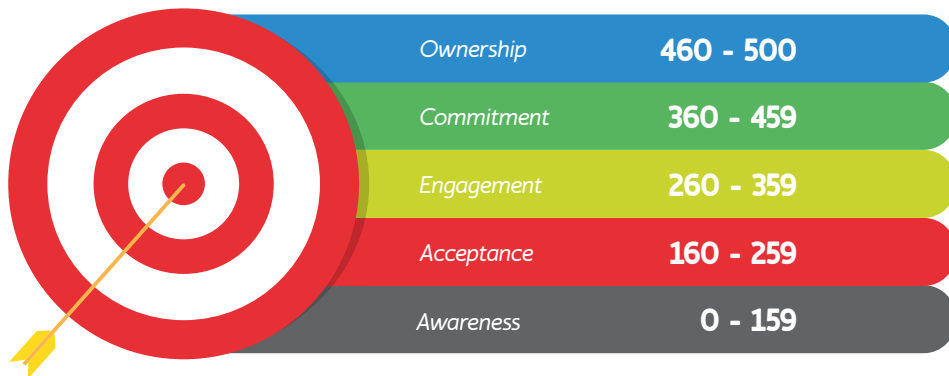 Ownership 460 - 500
Commitment 360 - 459
Engagement 260 - 359
Acceptance 160 - 259
Awareness 0 - 159